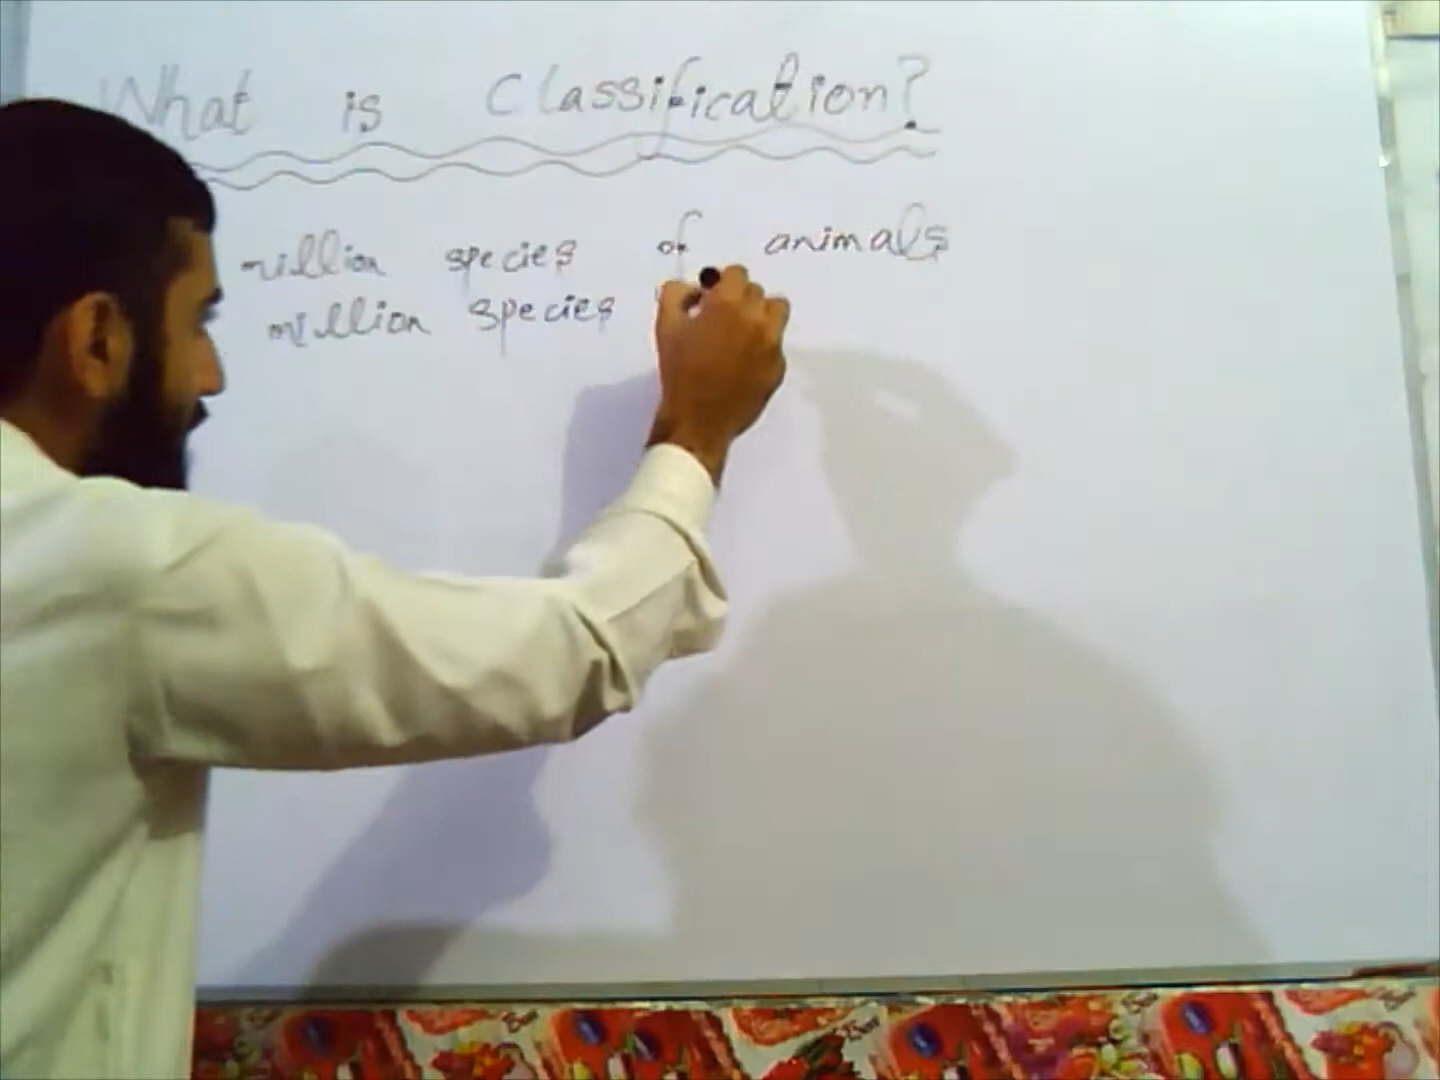 What is Classification?
million species of animals
million species